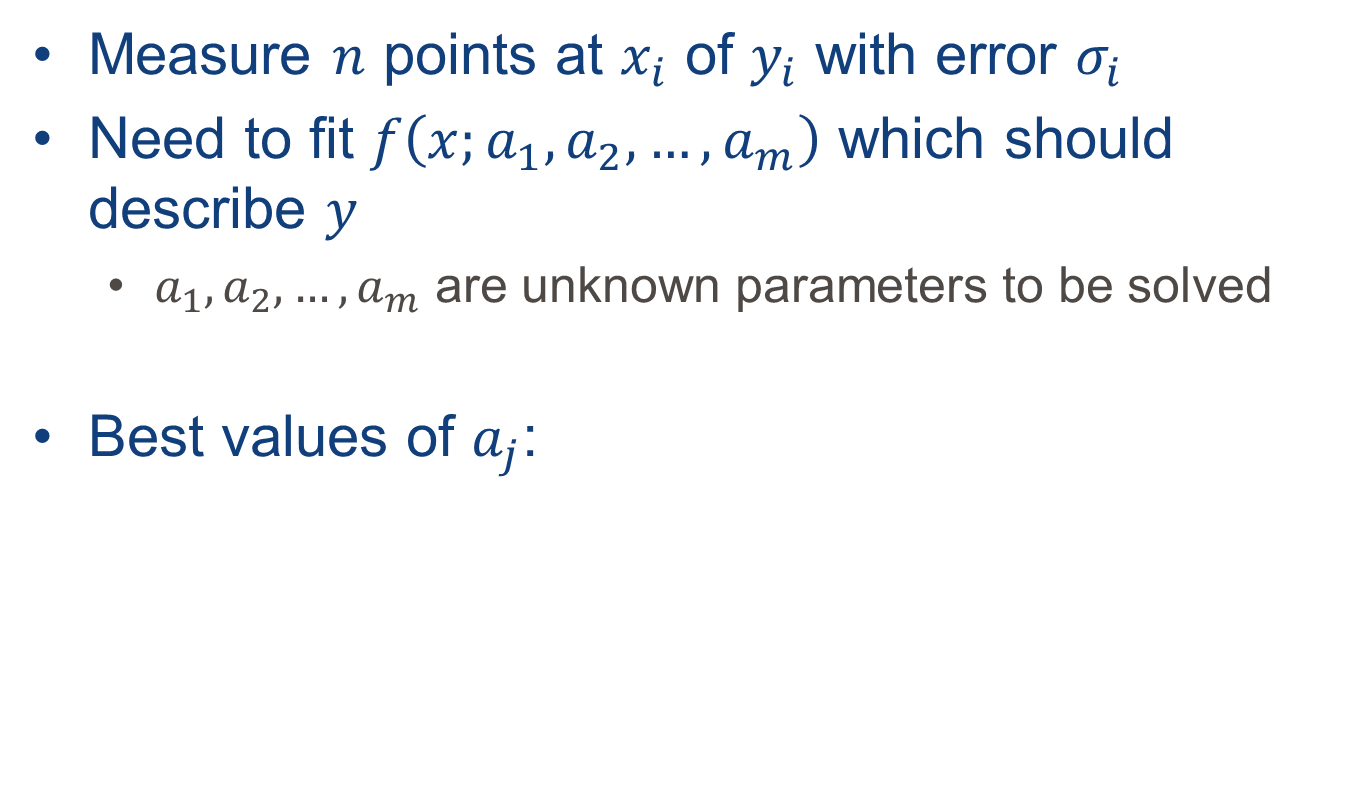 • Measure 𝑛 points at 𝑥ᵢ of 𝑦ᵢ with error 𝜎ᵢ
• Need to fit 𝑓(𝑥; 𝑎₁, 𝑎₂, … , 𝑎ₘ) which should
describe 𝑦
• 𝑎₁, 𝑎₂, … , 𝑎ₘ are unknown parameters to be solved
• Best values of 𝑎ⱼ: